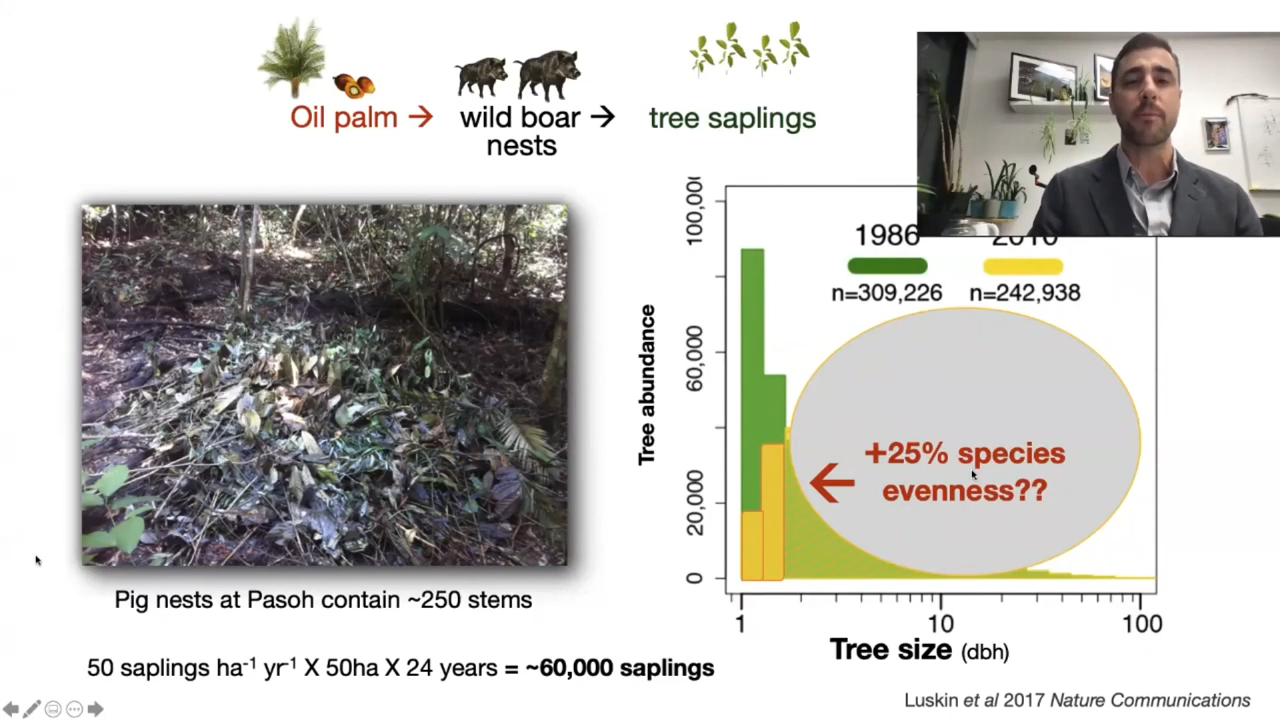 Oil palm → wild boar → tree saplings
nests
100,00
60,000
20,000
0
Tree abundance
1986
2010
n=309,226 n=242,938
+25% species
← evenness??
1 10 100
Tree size (dbh)
Pig nests at Pasoh contain ~250 stems
50 saplings ha-1 yr-1 X 50ha X 24 years = ~60,000 saplings
Luskin et al 2017 Nature Communications